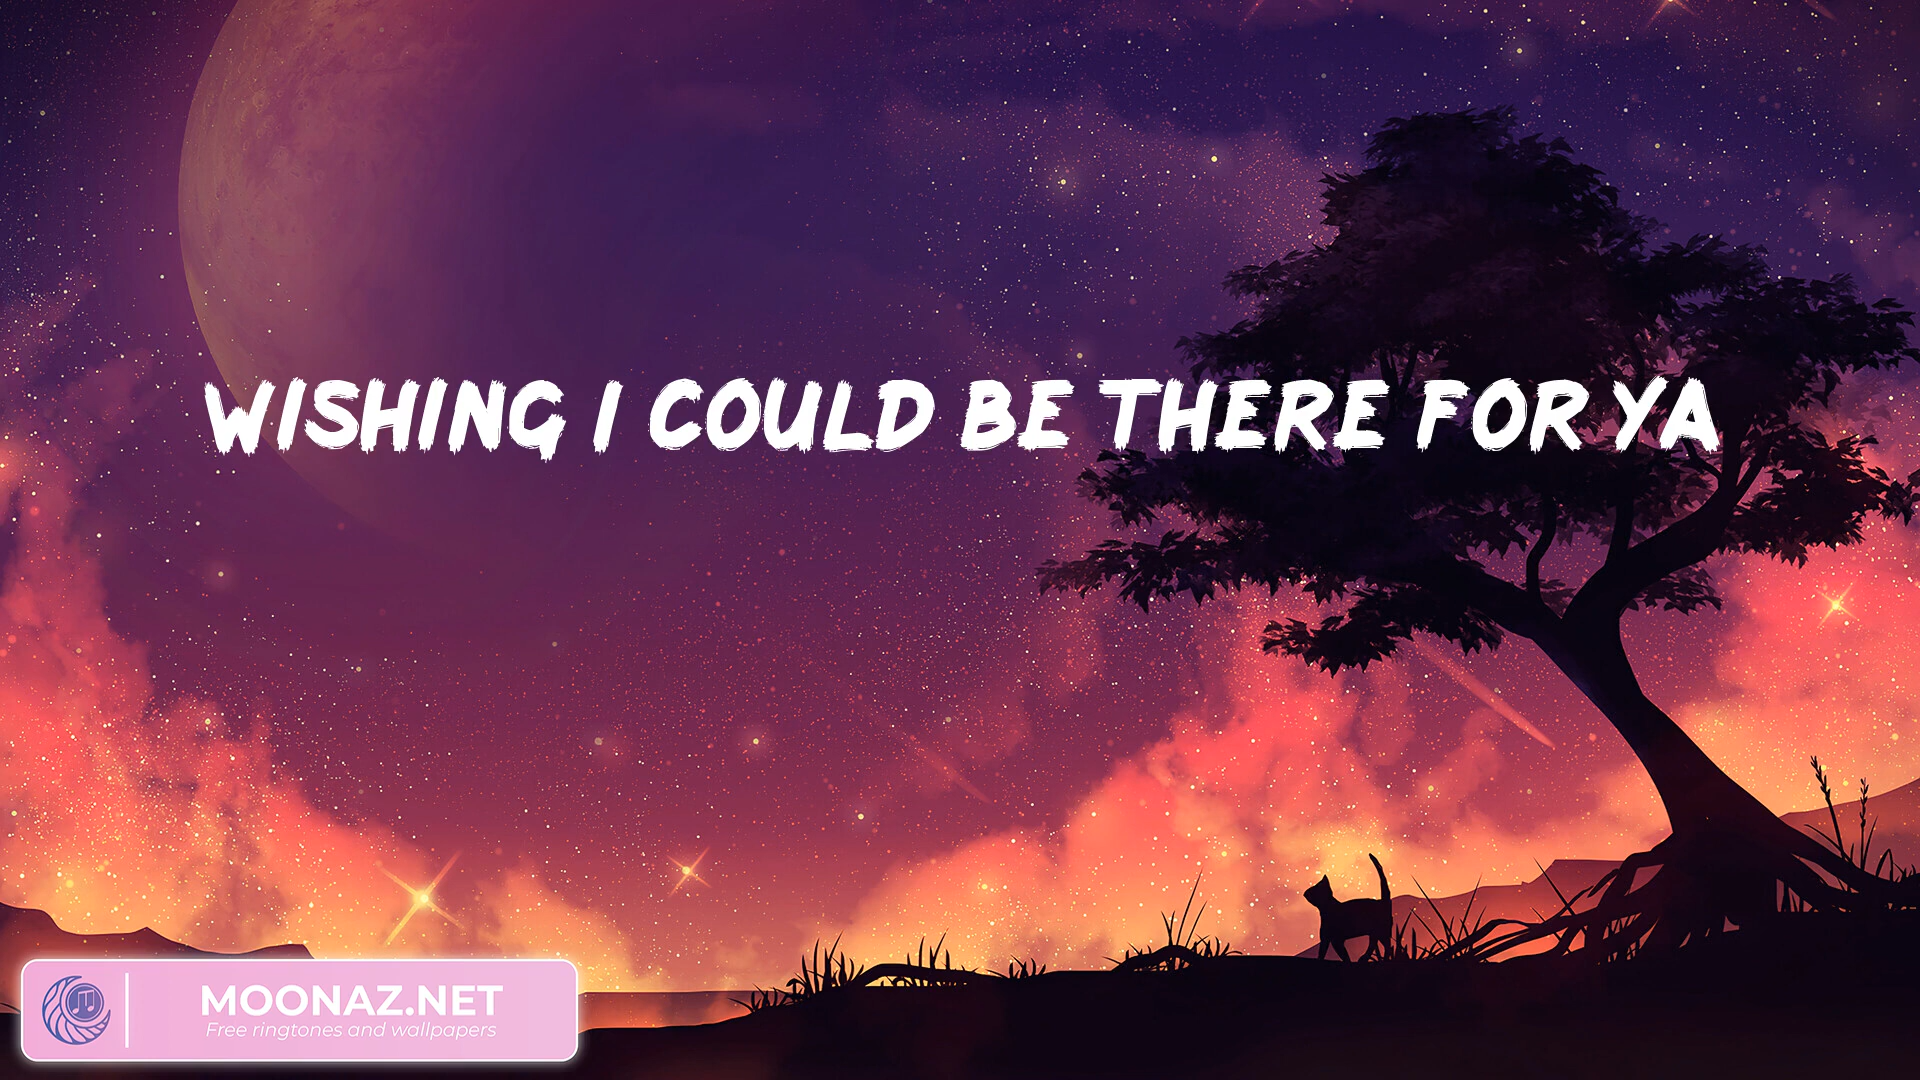 WISHING I COULD BE THERE FOR YA
MOONAZ.NET
Free ringtones and wallpapers